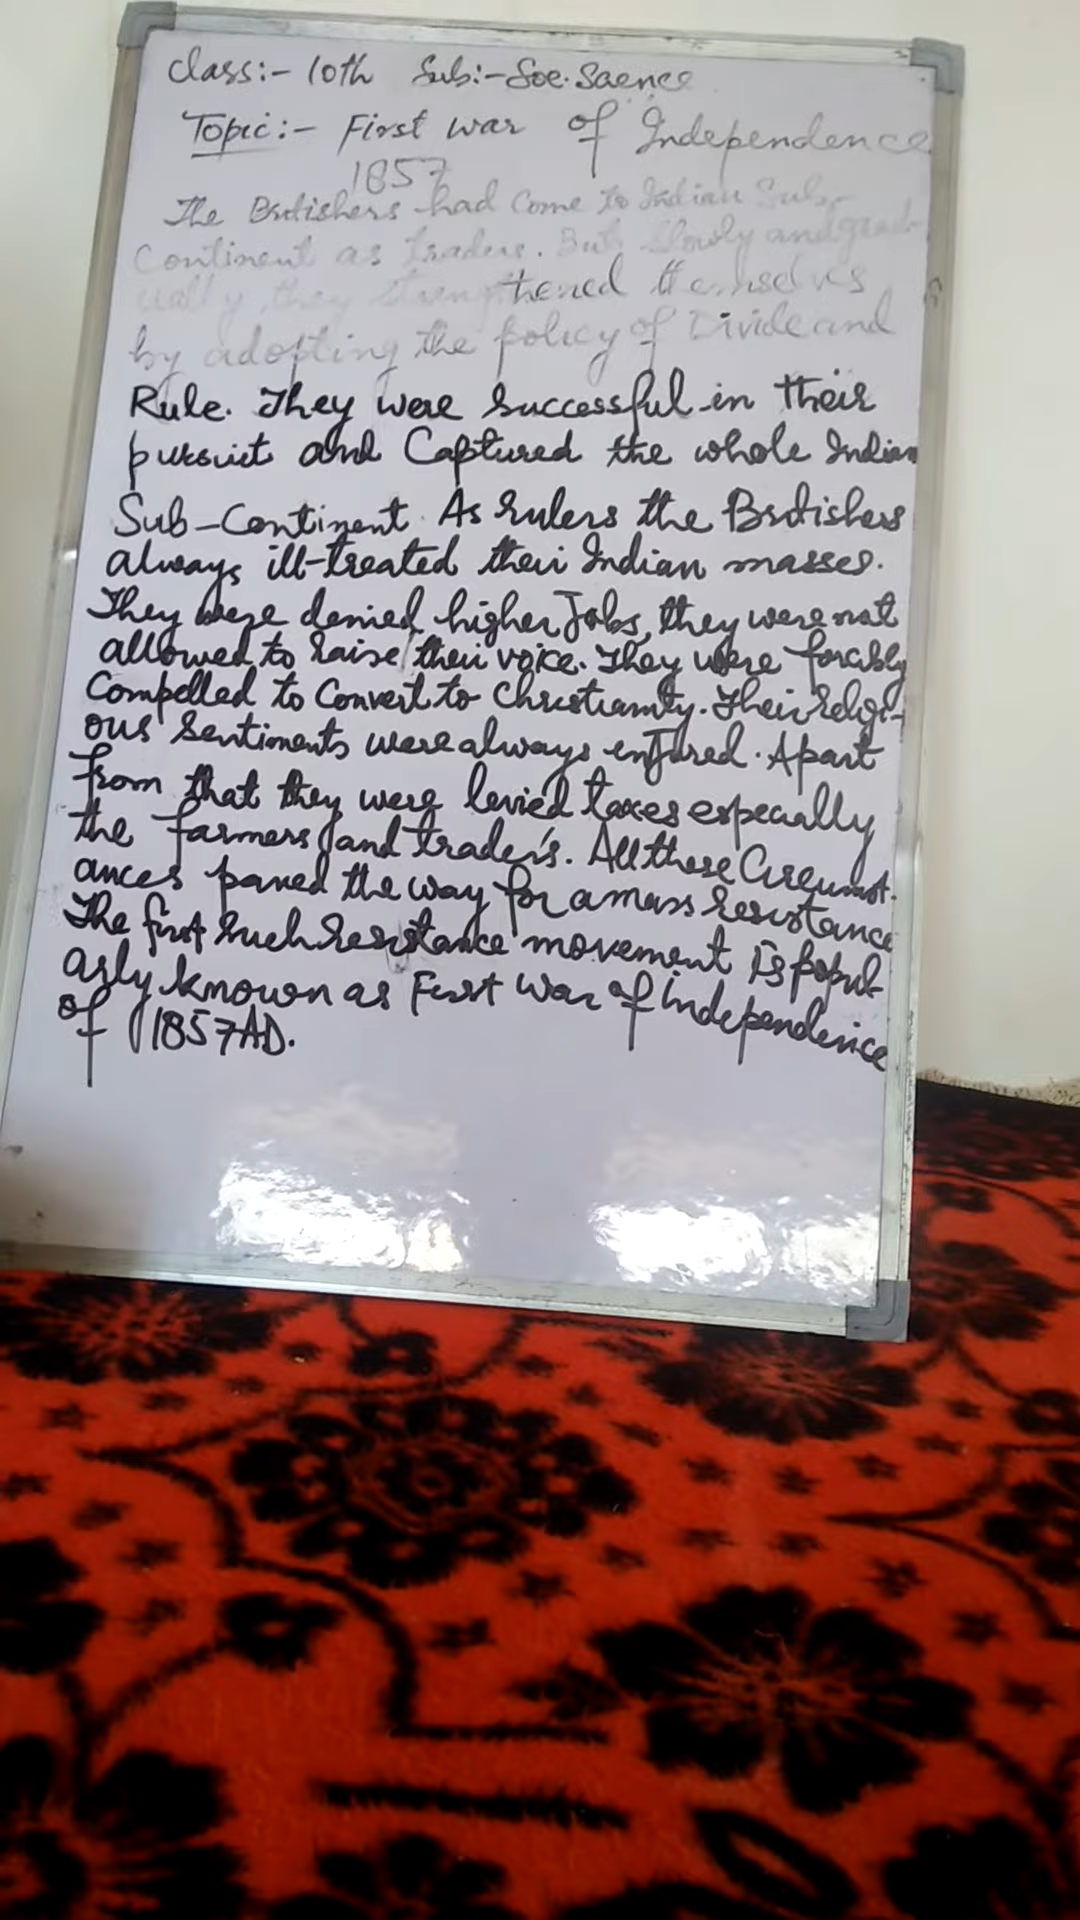 Class:- 10th Sub:- Soc. Science
Topic:- First War of Independence
1857
The Britishers had come to Indian Sub-
Continent as traders. But slowly and grad-
ually, they strengthened themselves
by adopting the policy of Divide and
Rule. They were successful in their
pursuit and Captured the whole Indian
Sub-Continent. As rulers the Britishers
always ill-treated their Indian masses.
They were denied higher Jobs, they were not
allowed to raise their voice. They were forcibly
Compelled to Convert to Christianity. Their religi-
ous sentiments were always enjured. Apart
from that they were levied taxes especially
the farmers and trader's. All these Circumst-
ances paved the way for a mass resistance
The first such resistance movement is popul-
arly known as First War of Independence
of 1857 AD.